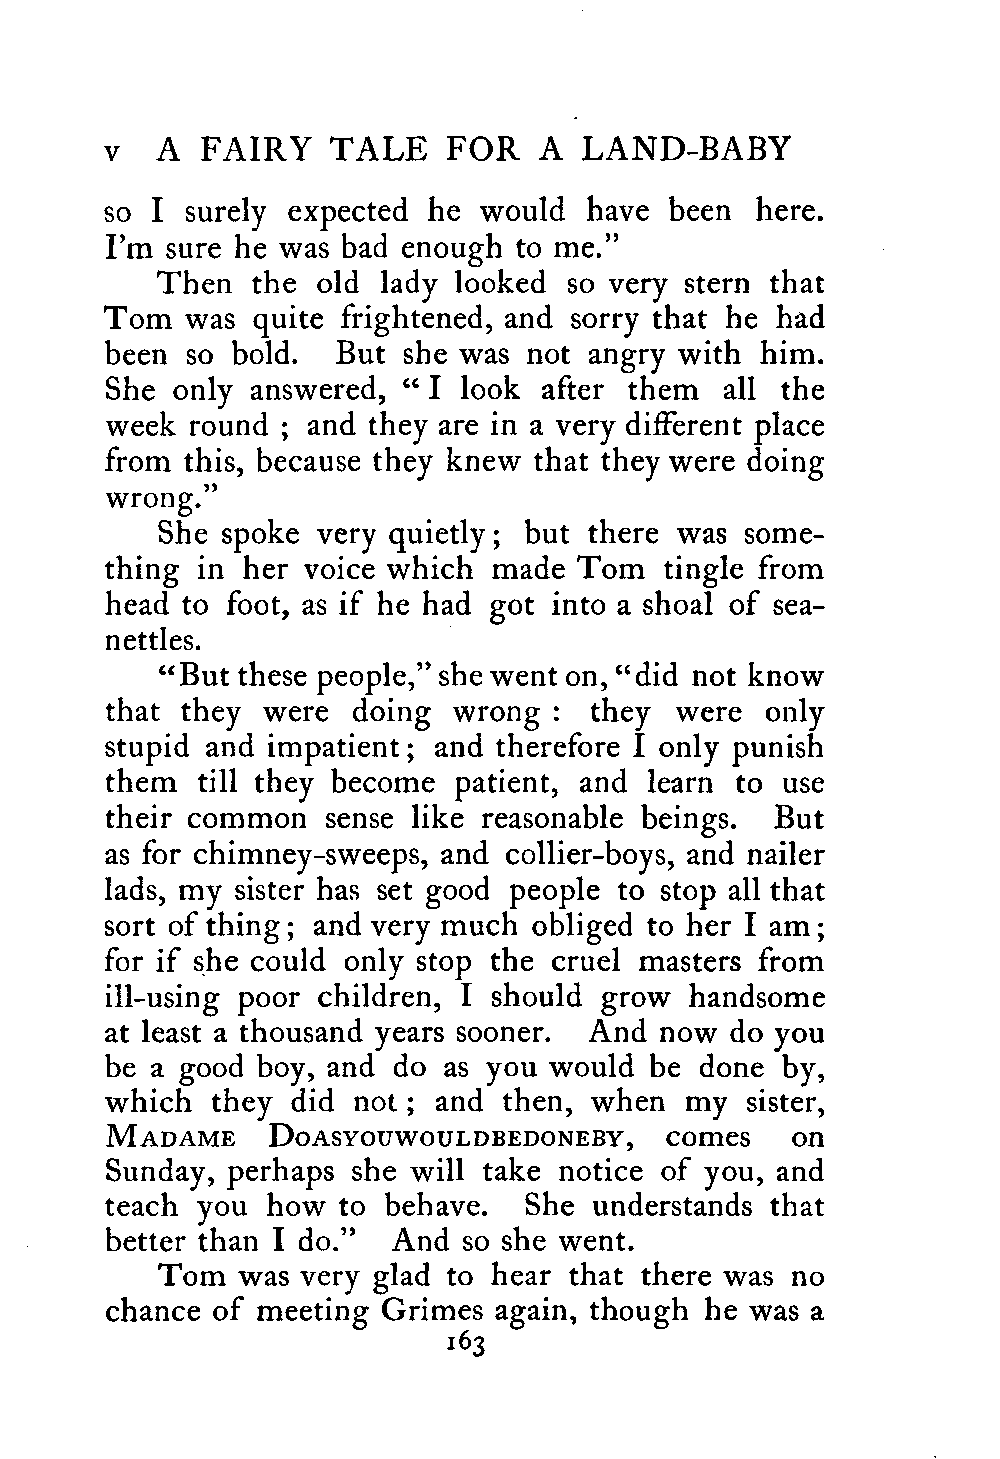 v A FAIRY TALE FOR A LAND-BABY
so I surely expected he would have been here.
I'm sure he was bad enough to me."
Then the old lady looked so very stern that
Tom was quite frightened, and sorry that he had
been so bold. But she was not angry with him.
She only answered, "I look after them all the
week round ; and they are in a very different place
from this, because they knew that they were doing
wrong."
She spoke very quietly ; but there was some-
thing in her voice which made Tom tingle from
head to foot, as if he had got into a shoal of sea-
nettles.
"But these people," she went on, "did not know
that they were doing wrong : they were only
stupid and impatient ; and therefore I only punish
them till they become patient, and learn to use
their common sense like reasonable beings. But
as for chimney-sweeps, and collier-boys, and nailer
lads, my sister has set good people to stop all that
sort of thing ; and very much obliged to her I am ;
for if she could only stop the cruel masters from
ill-using poor children, I should grow handsome
at least a thousand years sooner. And now do you
be a good boy, and do as you would be done by,
which they did not ; and then, when my sister,
MADAME DOASYOUWOULDBEDONEBY, comes on
Sunday, perhaps she will take notice of you, and
teach you how to behave. She understands that
better than I do." And so she went.
Tom was very glad to hear that there was no
chance of meeting Grimes again, though he was a
163